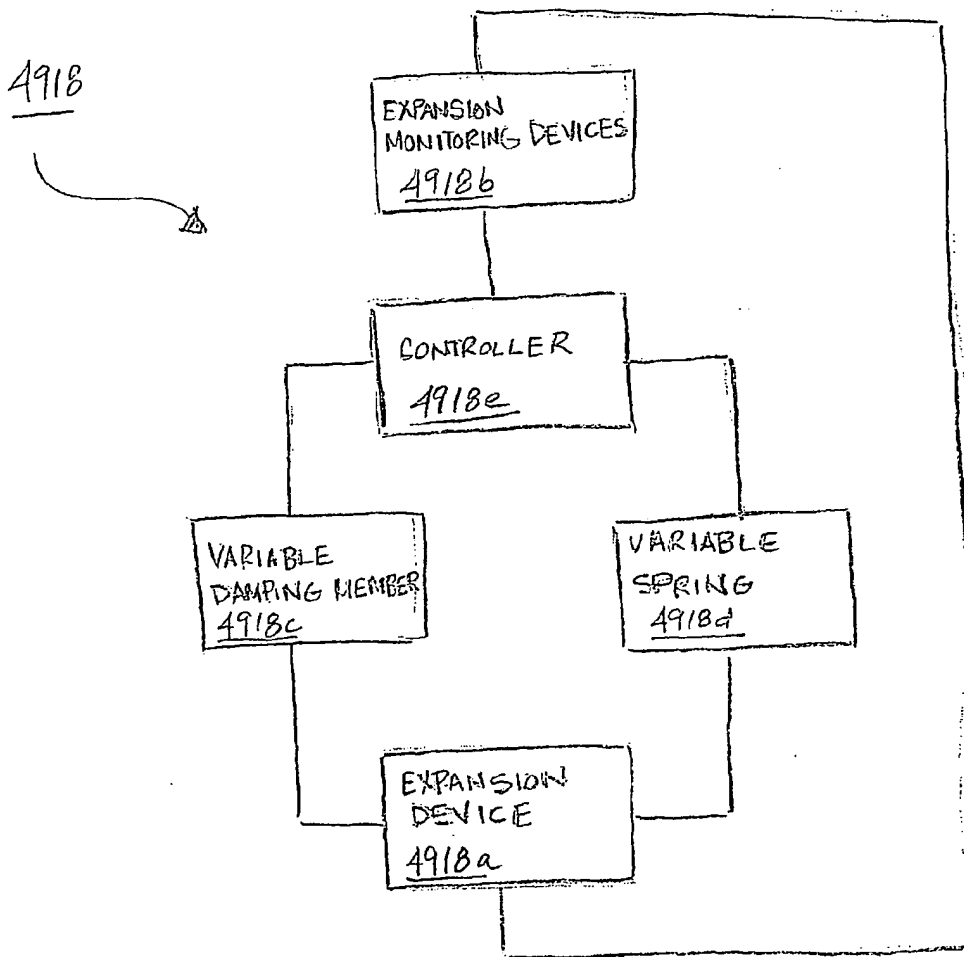 4918
EXPANSION
MONITORING DEVICES
4918b
CONTROLLER
4918e
VARIABLE
DAMPING MEMBER
4918c
VARIABLE
SPRING
4918d
EXPANSION
DEVICE
4918a